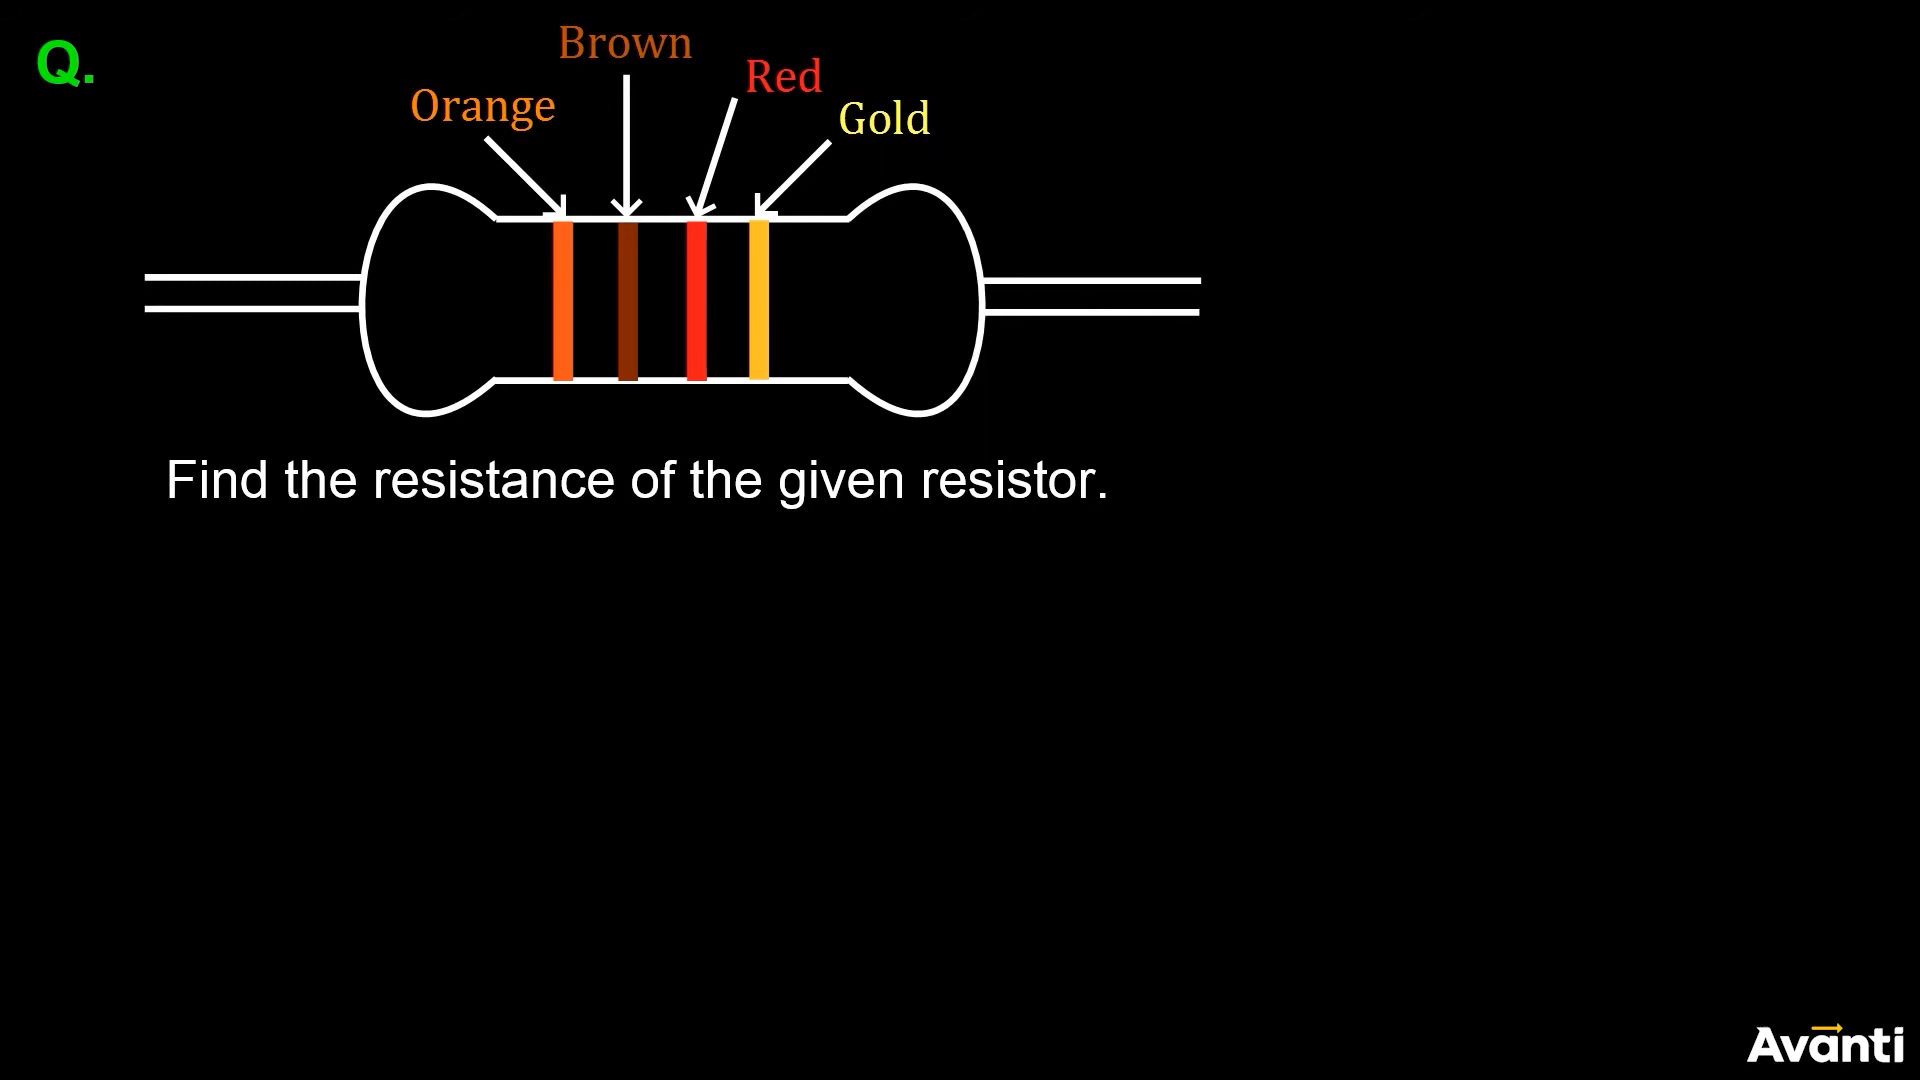 Q.
Brown
Red
Orange
Gold
Find the resistance of the given resistor.
Avanti